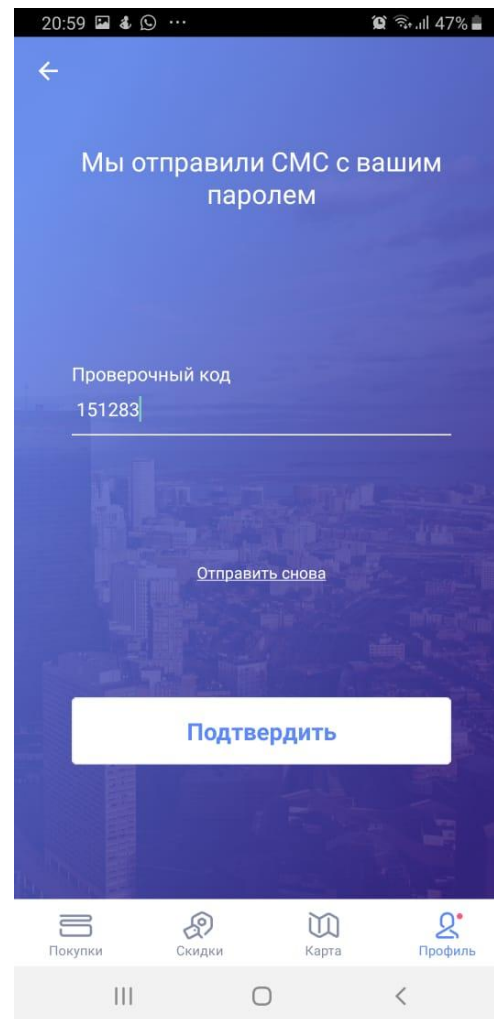 20:59 ... 47%
Мы отправили СМС с вашим
паролем
Проверочный код
151283
Отправить снова
Подтвердить
Покупки Скидки Карта Профиль